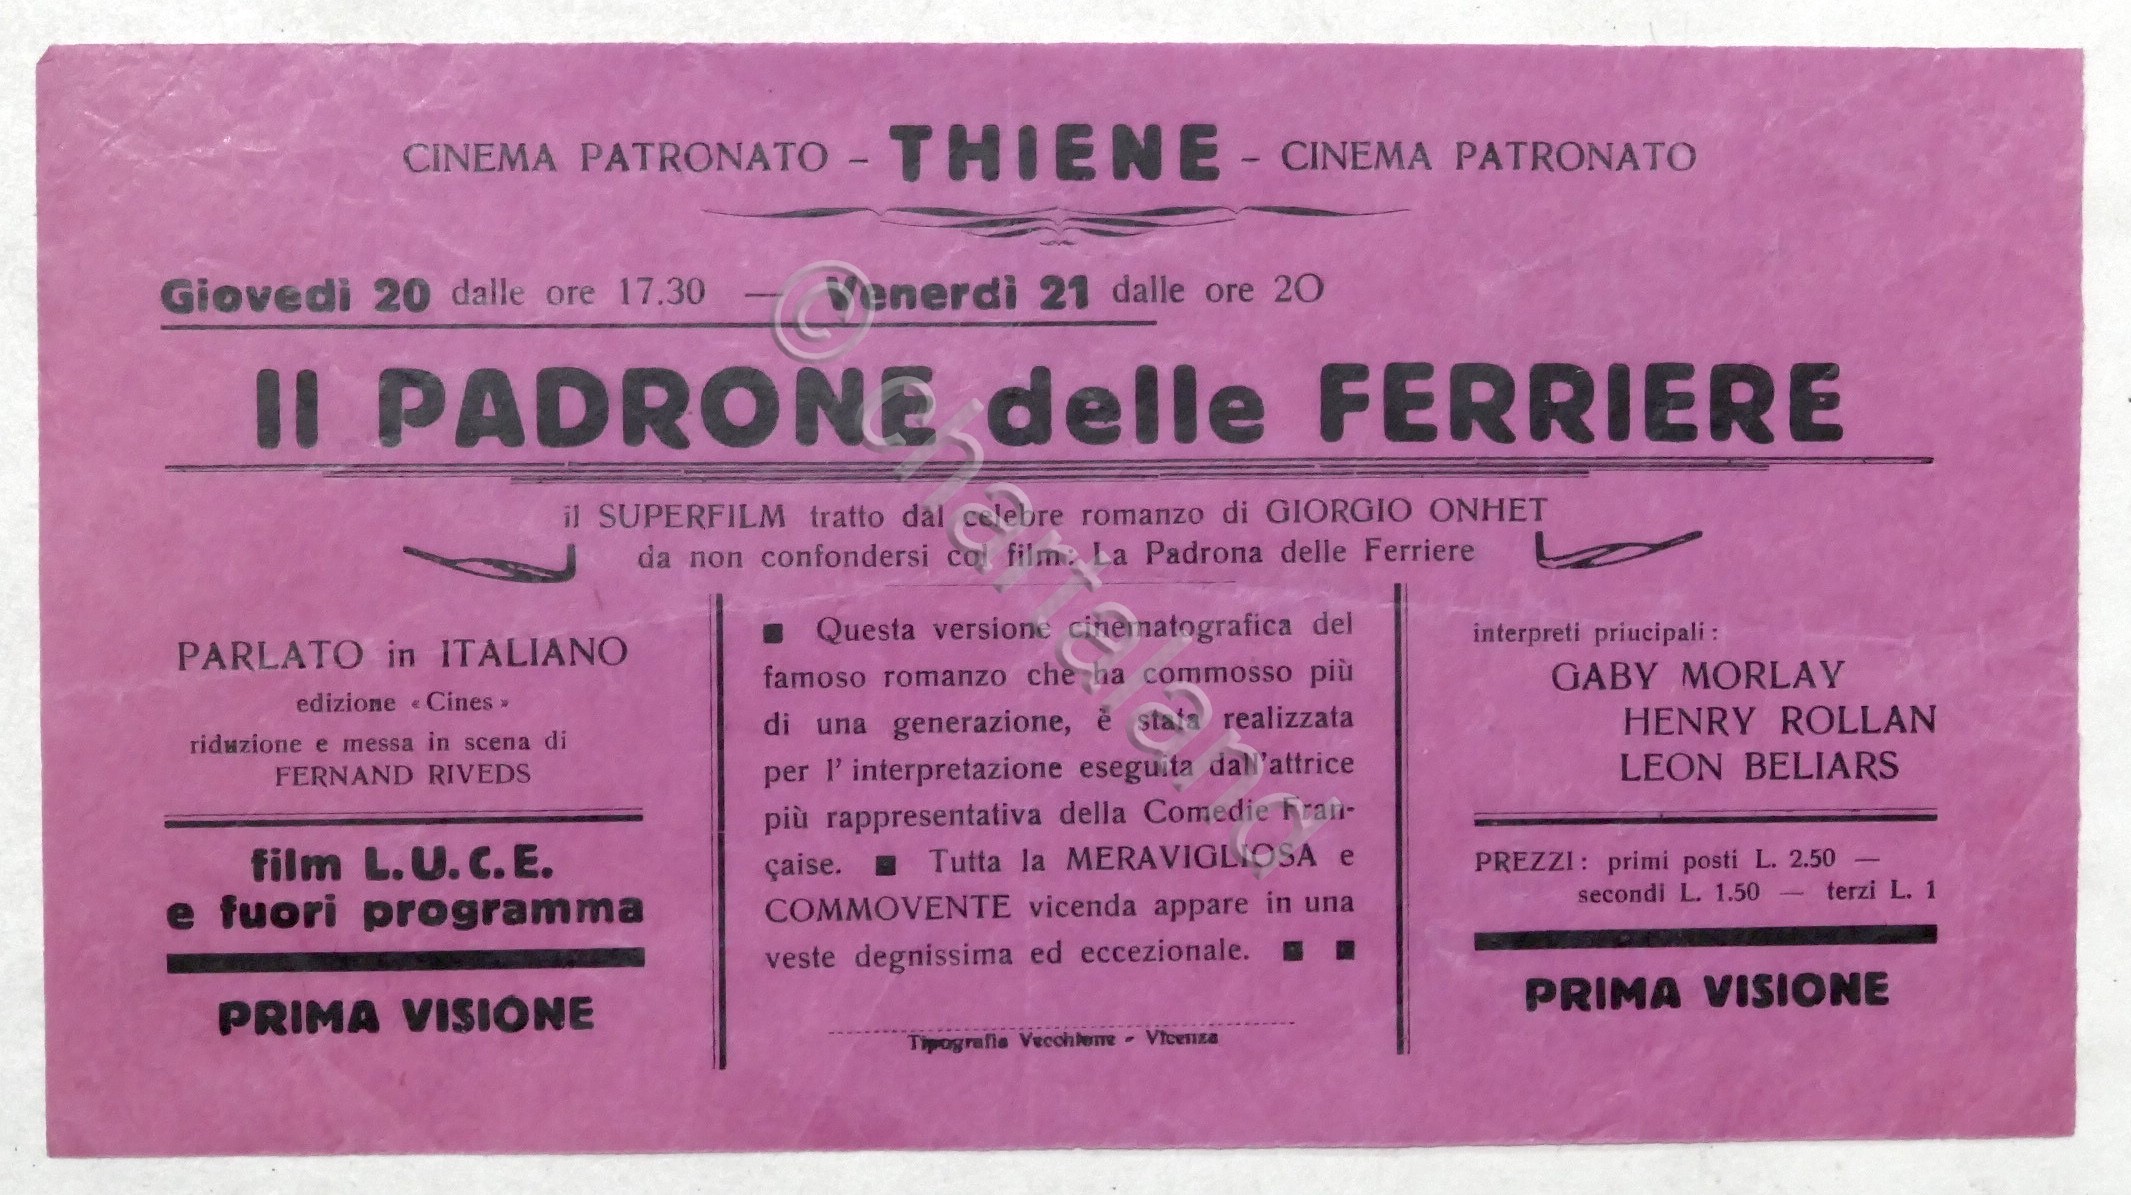 CINEMA PATRONATO - THIENE - CINEMA PATRONATO
Giovedì 20 dalle ore 17.30 — Venerdì 21 dalle ore 20
Il PADRONE delle FERRIERE
il SUPERFILM tratto dal celebre romanzo di GIORGIO ONHET
da non confondersi col film: La Padrona delle Ferriere
PARLATO in ITALIANO
edizione « Cines »
riduzione e messa in scena di
FERNAND RIVEDS
film L.U.C.E.
e fuori programma
PRIMA VISIONE
■ Questa versione cinematografica del
famoso romanzo che ha commosso più
di una generazione, è stata realizzata
per l' interpretazione eseguita dall'attrice
più rappresentativa della Comedie Fran-
çaise. ■ Tutta la MERAVIGLIOSA e
COMMOVENTE vicenda appare in una
veste degnissima ed eccezionale. ■ ■
Tipografia Vecchione - Vicenza
interpreti priucipali :
GABY MORLAY
HENRY ROLLAN
LEON BELIARS
PREZZI : primi posti L. 2.50 —
secondi L. 1.50 — terzi L. 1
PRIMA VISIONE
© charteland